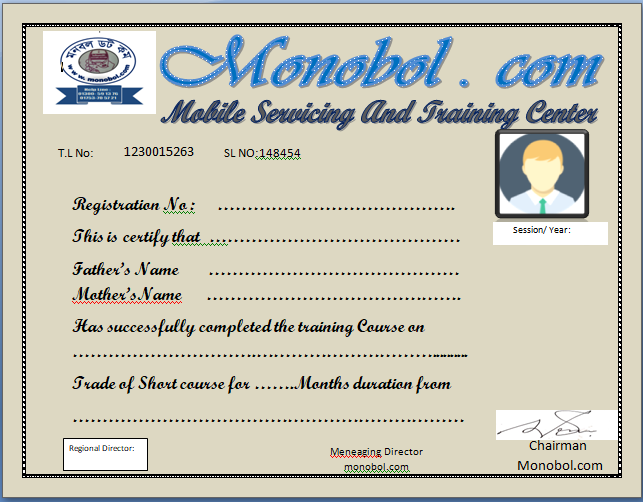 মনবল ডট কম
www.monobol.com
Monobol . com
Mobile Servicing And Training Center
T.L No: 1230015263 SL NO:148454
Registration No : ............................................
Session/ Year:
This is certify that ............................................
Father's Name ............................................
Mother's Name ............................................
Has successfully completed the training Course on
............................................................
Trade of Short course for .......Months duration from
............................................................
Regional Director:
Meneaging Director
monobol.com
Chairman
Monobol.com